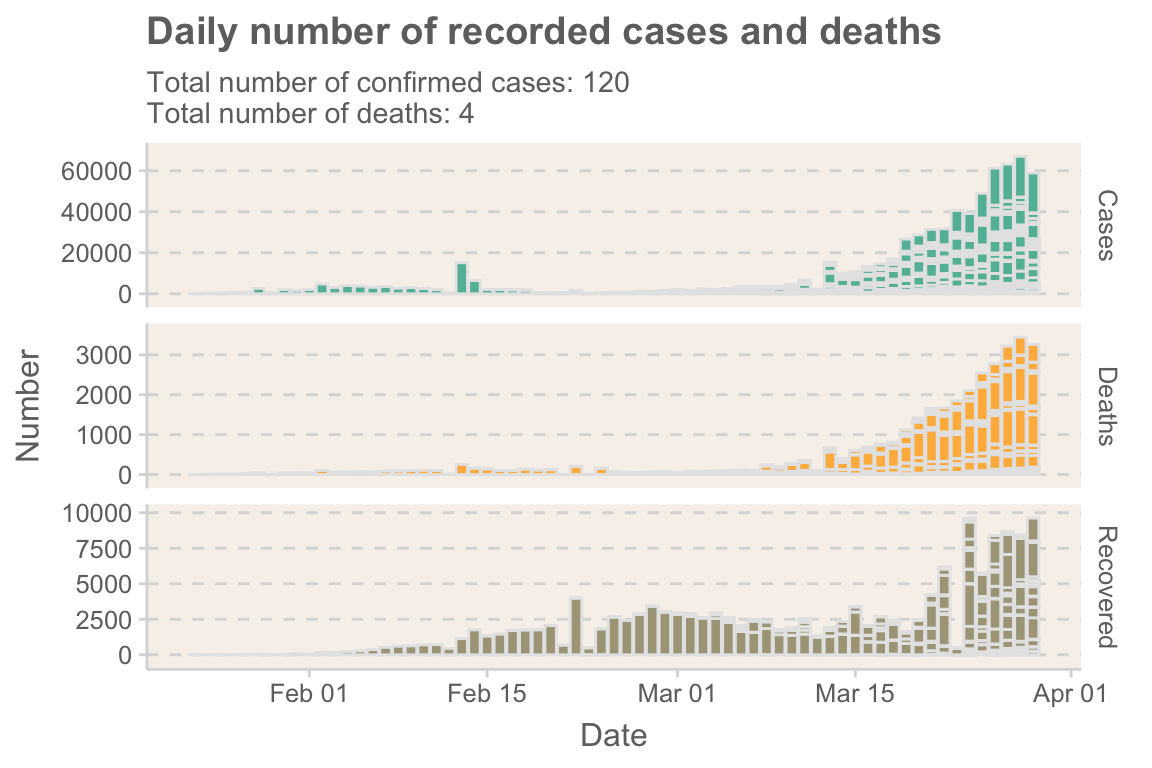 Daily number of recorded cases and deaths
Total number of confirmed cases: 120
Total number of deaths: 4
Number
60000
40000
20000
0
Cases
3000
2000
1000
0
Deaths
10000
7500
5000
2500
0
Recovered
Feb 01 Feb 15 Mar 01 Mar 15 Apr 01
Date